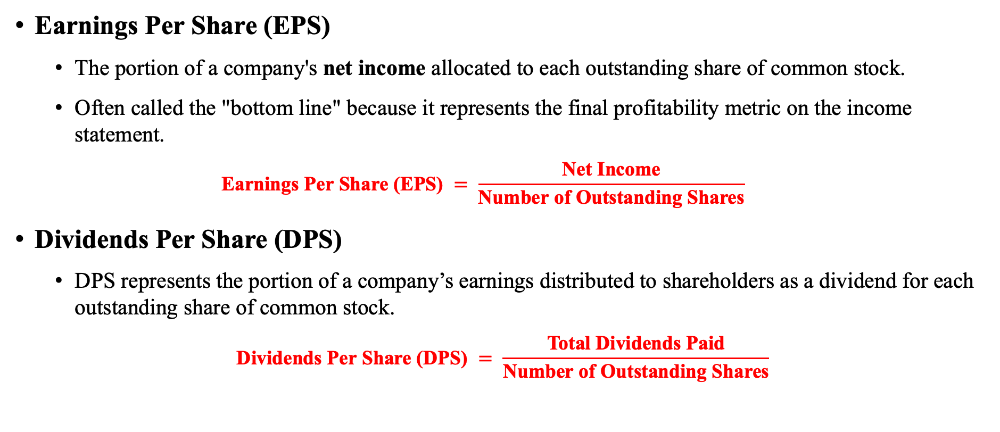 • Earnings Per Share (EPS)
• The portion of a company's net income allocated to each outstanding share of common stock.
• Often called the "bottom line" because it represents the final profitability metric on the income
statement.
Net Income
Earnings Per Share (EPS) =
Number of Outstanding Shares
• Dividends Per Share (DPS)
• DPS represents the portion of a company’s earnings distributed to shareholders as a dividend for each
outstanding share of common stock.
Total Dividends Paid
Dividends Per Share (DPS) =
Number of Outstanding Shares